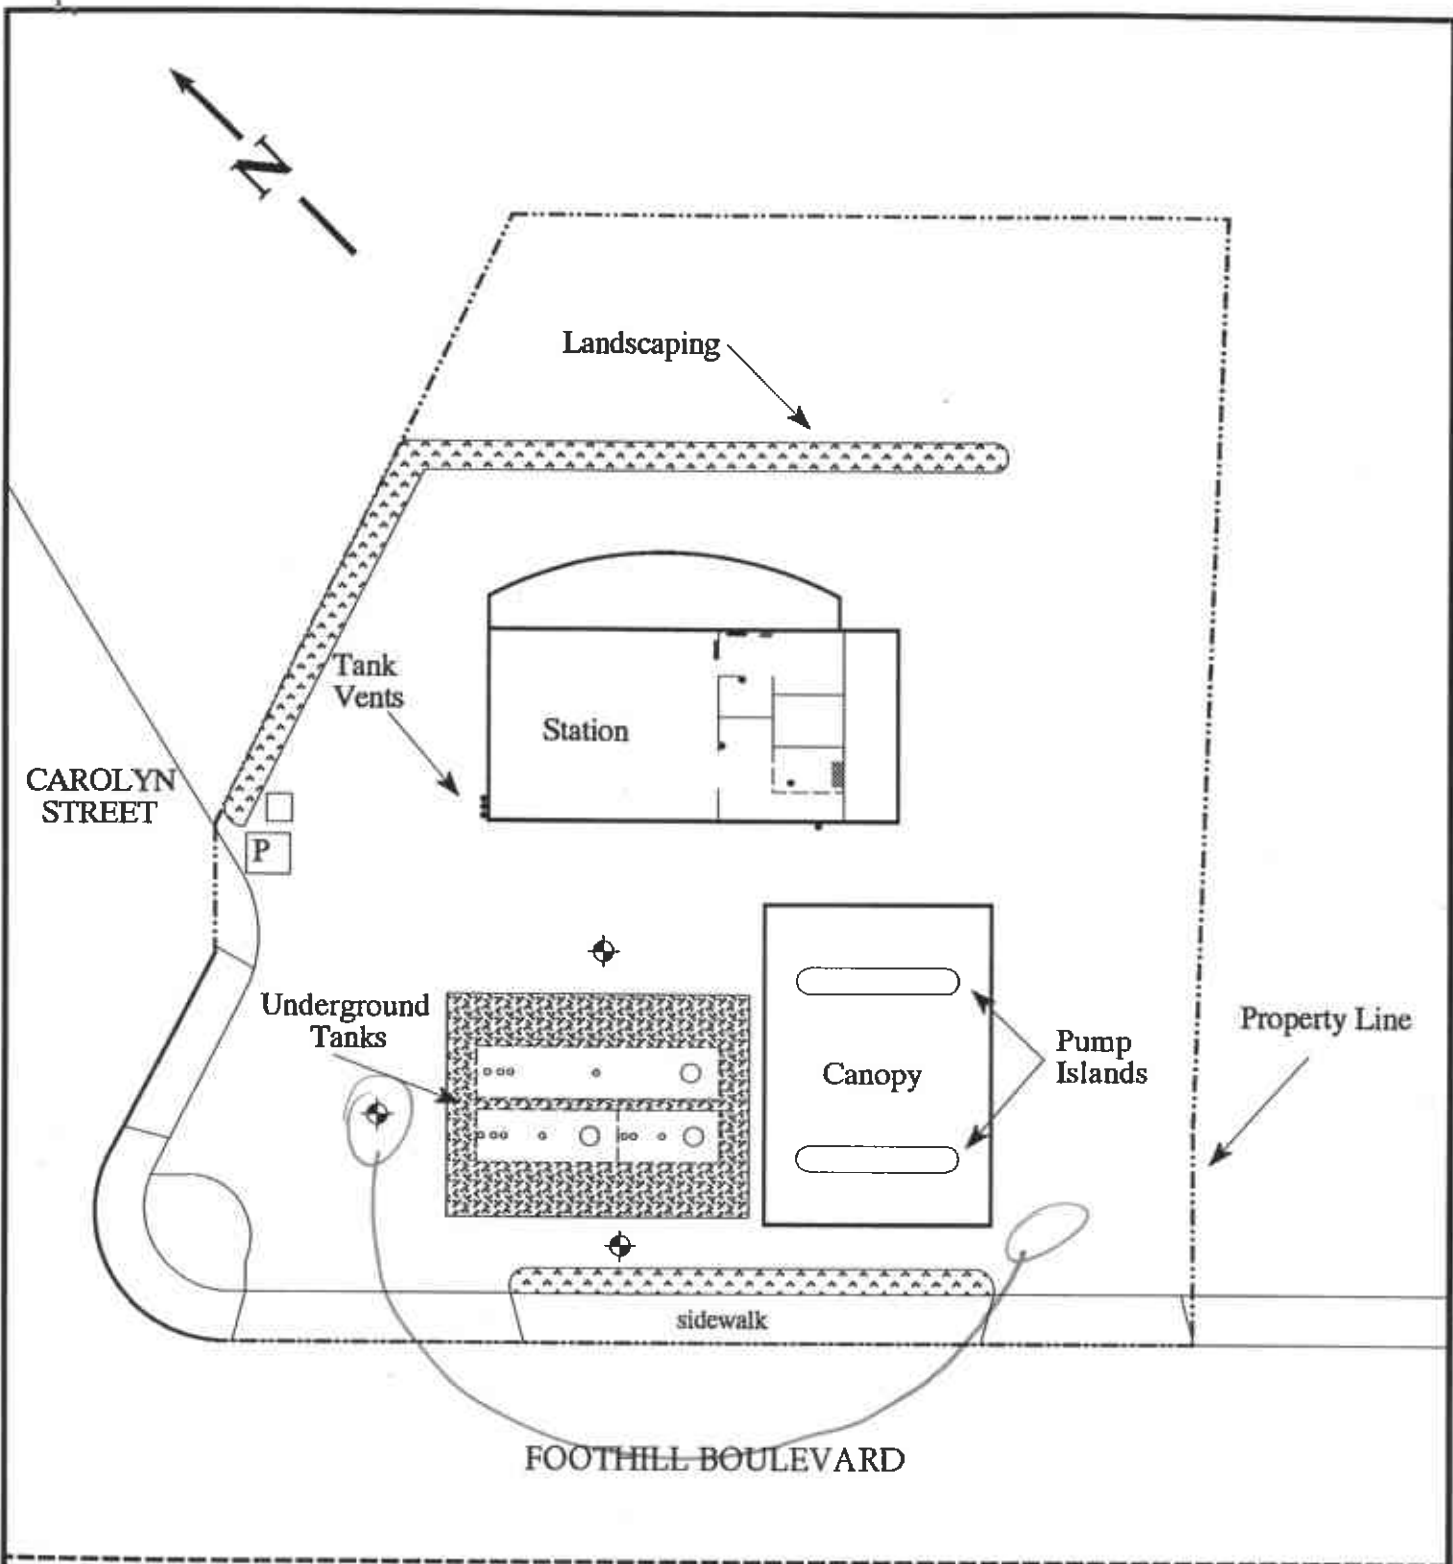 N
Landscaping
Tank
Vents
Station
CAROLYN
STREET
P
Underground
Tanks
Canopy
Pump
Islands
Property Line
sidewalk
FOOTHILL BOULEVARD